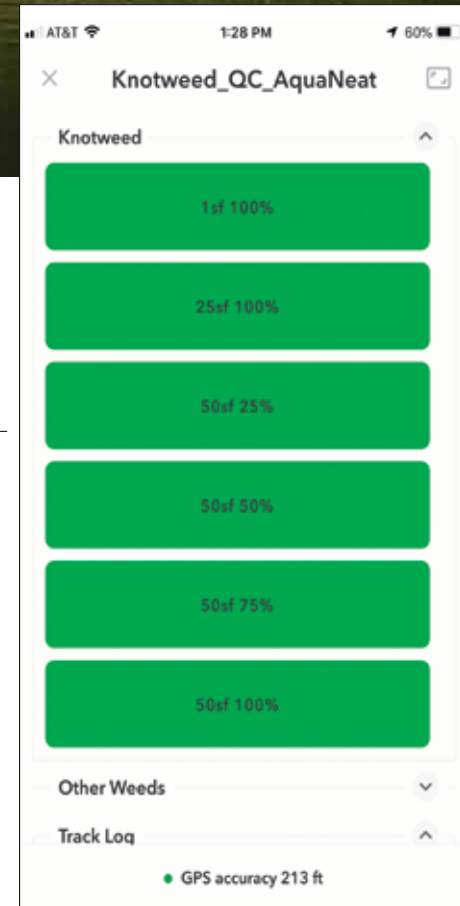 AT&T 1:28 PM 60%
Knotweed_QC_AquaNeat
Knotweed
1sf 100%
25sf 100%
50sf 25%
50sf 50%
50sf 75%
50sf 100%
Other Weeds
Track Log
GPS accuracy 213 ft